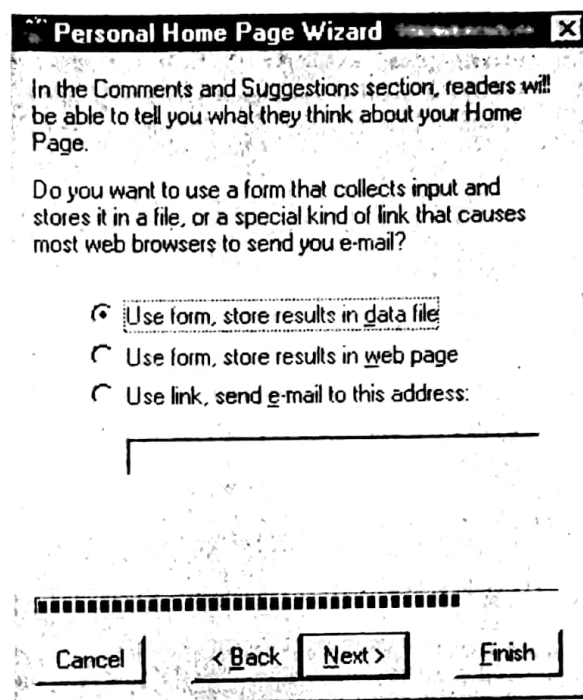 Personal Home Page Wizard
In the Comments and Suggestions section, readers will
be able to tell you what they think about your Home
Page.
Do you want to use a form that collects input and
stores it in a file, or a special kind of link that causes
most web browsers to send you e-mail?
Use form, store results in data file
Use form, store results in web page
Use link, send e-mail to this address:
Cancel
< Back
Next >
Finish